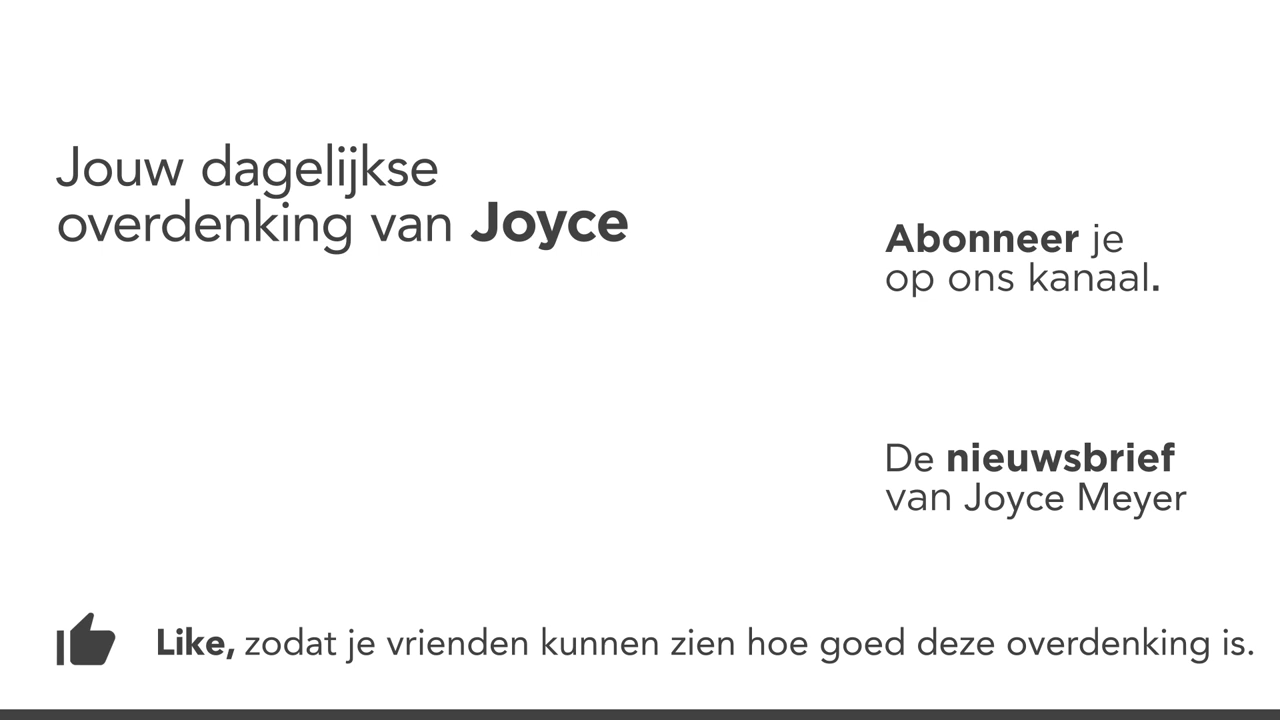 Jouw dagelijkse
overdenking van Joyce
Abonneer je
op ons kanaal.
De nieuwsbrief
van Joyce Meyer
Like, zodat je vrienden kunnen zien hoe goed deze overdenking is.